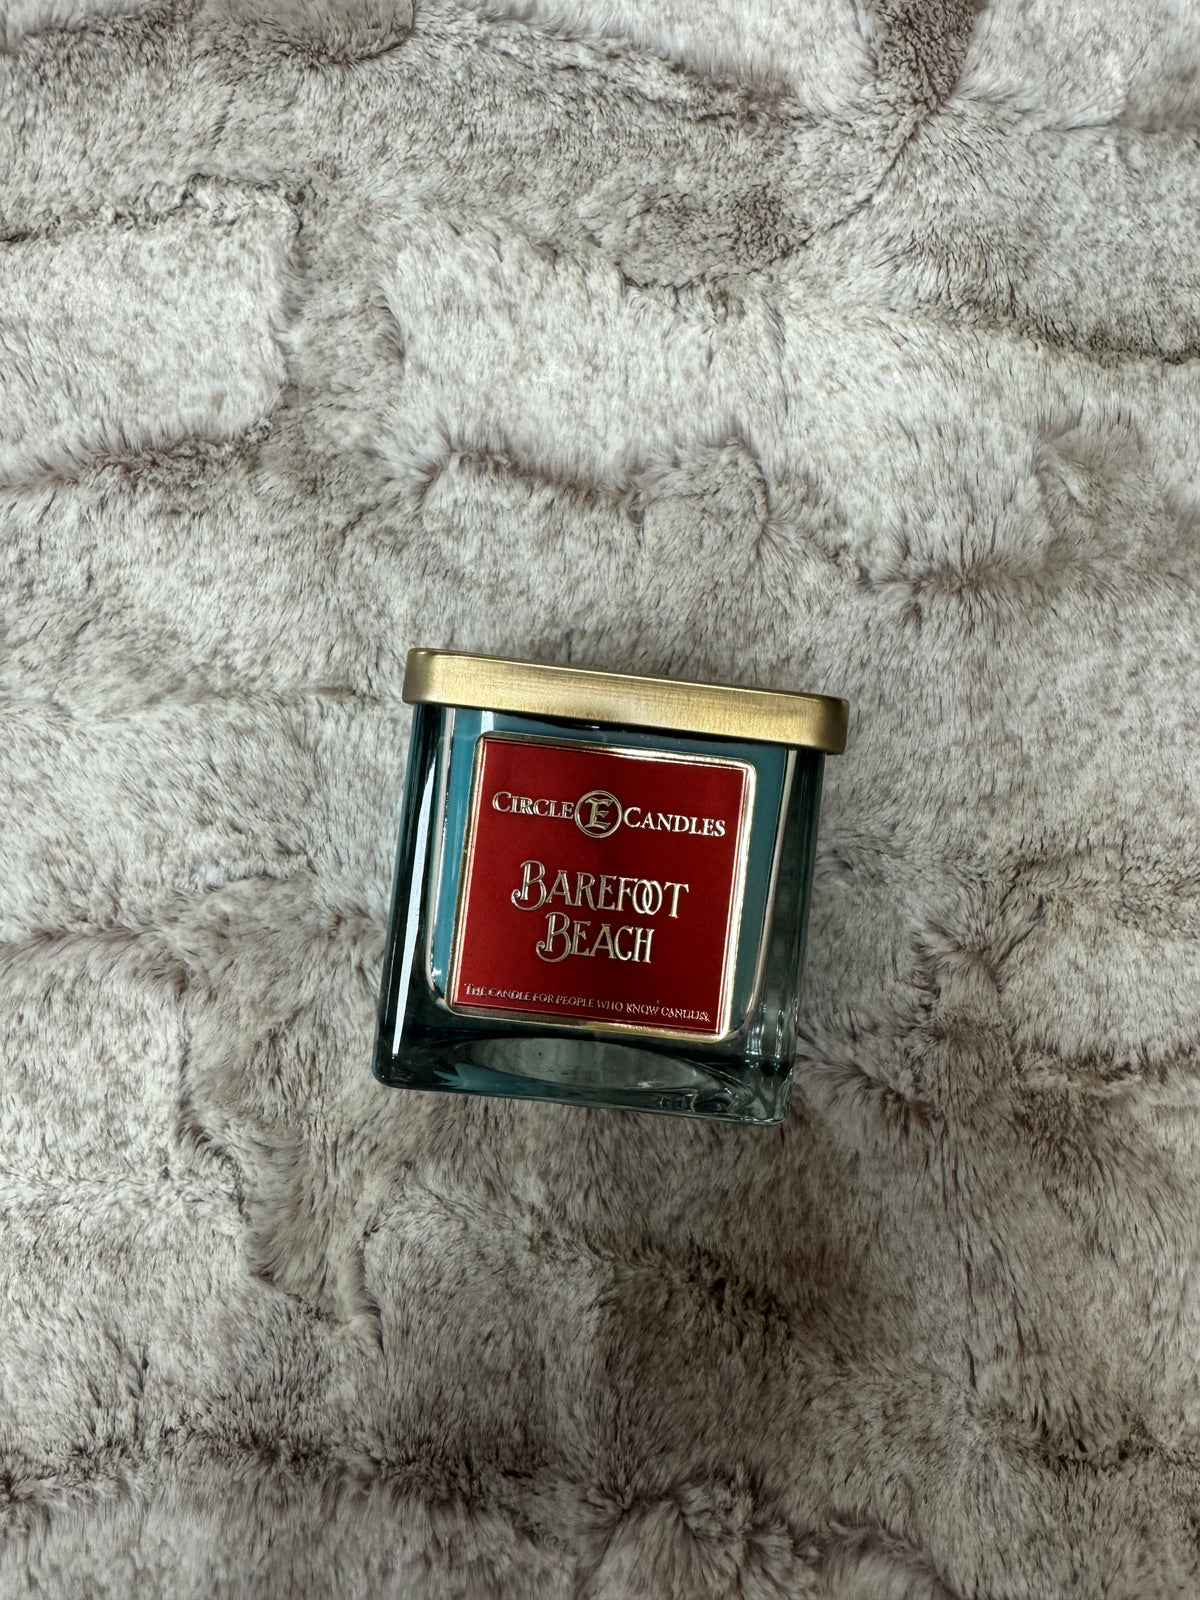 CIRCLE E CANDLES
BAREFOOT
BEACH
THE CANDLE FOR PEOPLE WHO KNOW CANDLES.